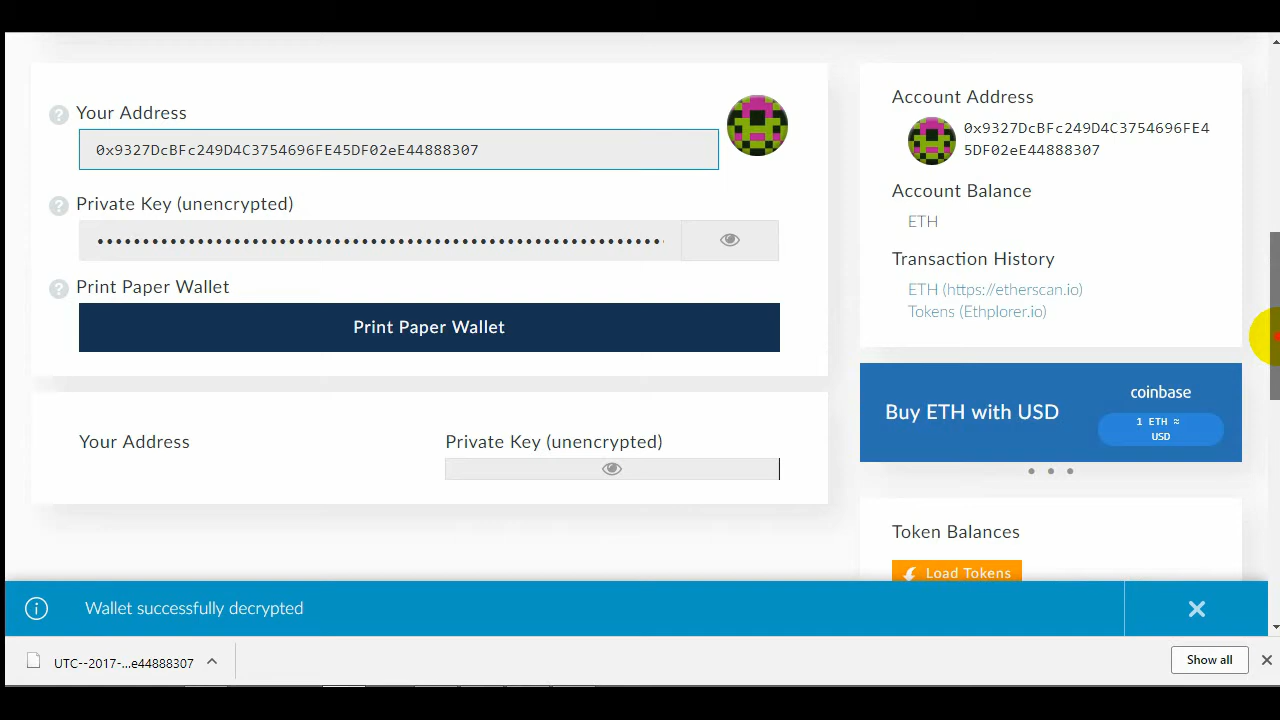 Your Address
0x9327DcBFc249D4C3754696FE45DF02eE44888307
Private Key (unencrypted)
Print Paper Wallet
Print Paper Wallet
Your Address
Private Key (unencrypted)
Account Address
0x9327DcBFc249D4C3754696FE4
5DF02eE44888307
Account Balance
ETH
Transaction History
ETH (https://etherscan.io)
Tokens (Ethplorer.io)
Buy ETH with USD
coinbase
1 ETH ≈
USD
Token Balances
Load Tokens
Wallet successfully decrypted
UTC--2017-...e44888307
Show all